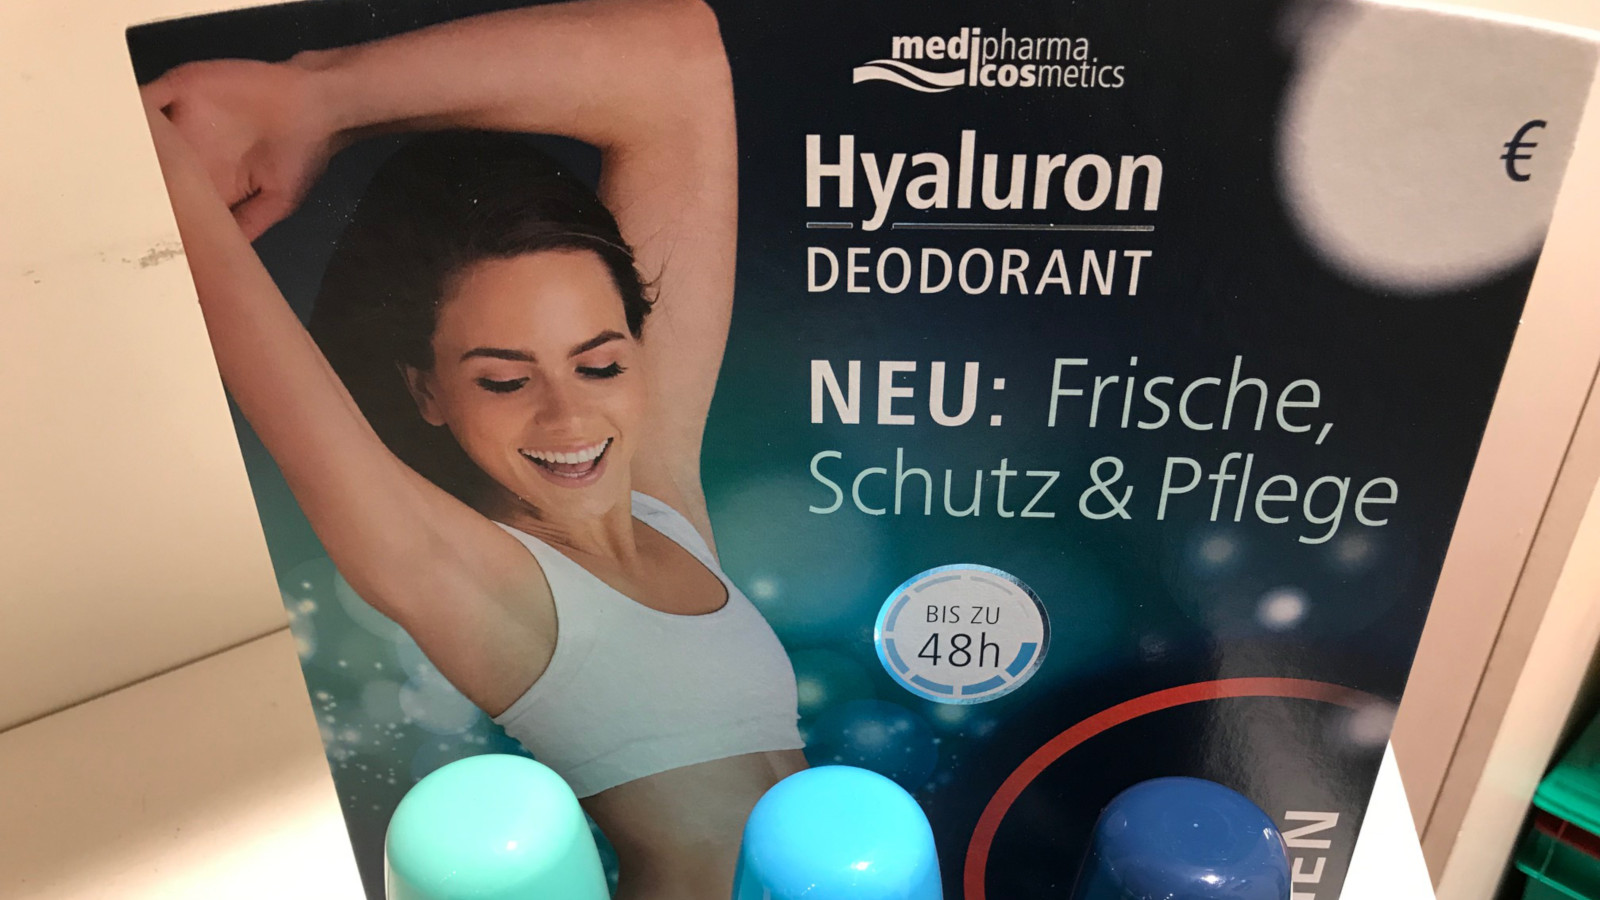 medipharma
cosmetics
€
Hyaluron
DEODORANT
NEU: Frische,
Schutz & Pflege
BIS ZU
48h